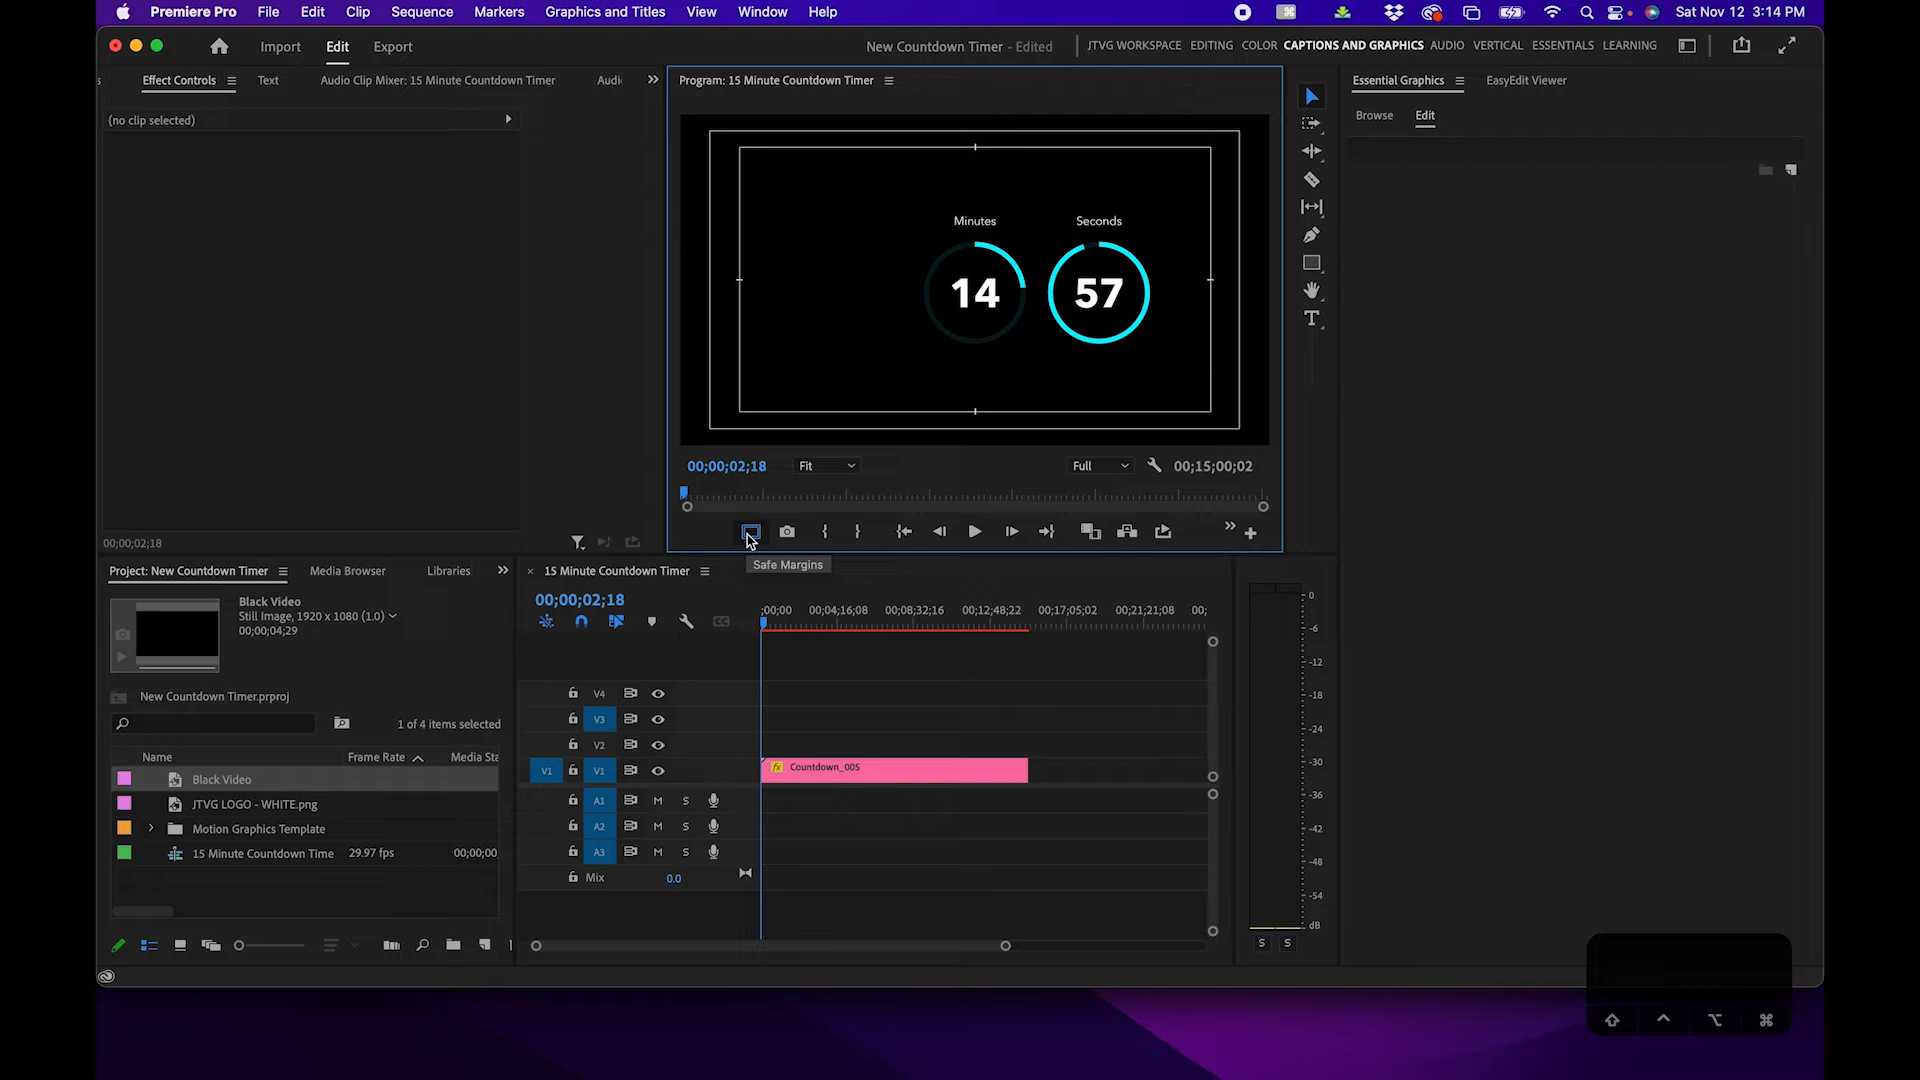 Premiere Pro File Edit Clip Sequence Markers Graphics and Titles View Window Help Sat Nov 12 3:14 PM
Import Edit Export New Countdown Timer - Edited JTVG WORKSPACE EDITING COLOR CAPTIONS AND GRAPHICS AUDIO VERTICAL ESSENTIALS LEARNING
s Effect Controls Text Audio Clip Mixer: 15 Minute Countdown Timer Audi
Program: 15 Minute Countdown Timer
Essential Graphics EasyEdit Viewer
(no clip selected)
Browse Edit
Minutes Seconds
14 57
00;00;02;18 Fit Full 00;15;00;02
00;00;02;18
Safe Margins
Project: New Countdown Timer Media Browser Libraries
× 15 Minute Countdown Timer
Black Video
Still Image, 1920 x 1080 (1.0)
00;00;04;29
00;00;02;18
;00;00 00;04;16;08 00;08;32;16 00;12;48;22 00;17;05;02 00;21;21;08 00;
CC
New Countdown Timer.prproj
1 of 4 items selected
Name Frame Rate Media Sta
Black Video
JTVG LOGO - WHITE.png
Motion Graphics Template
15 Minute Countdown Time 29.97 fps 00;00;00
V4
V3
V2
V1 V1 fx Countdown_005
A1 M S
A2 M S
A3 M S
Mix 0.0
0
-6
-12
-18
-24
-30
-36
-42
-48
-54
dB
S S